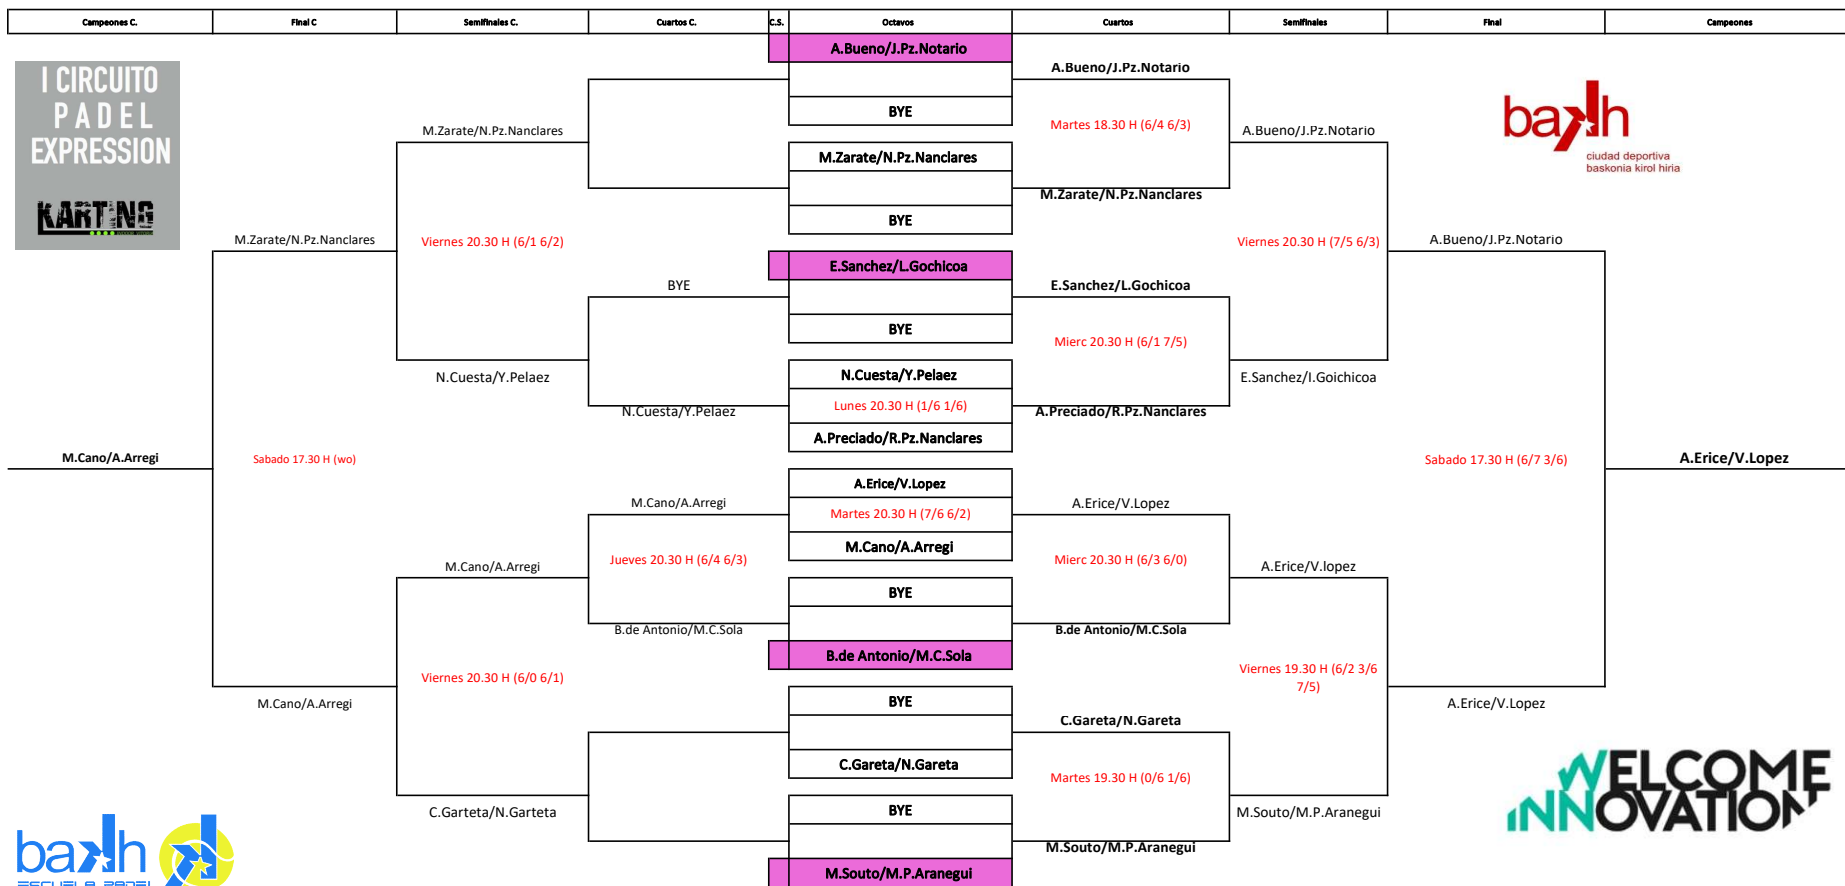 Campeones C. Final C Semifinales C. Cuartos C. C.S. Octavos Cuartos Semifinales Final Campeones
A.Bueno/J.Pz.Notario
I CIRCUITO
PADEL
EXPRESSION
KARTING
A.Bueno/J.Pz.Notario
BYE
Martes 18.30 H (6/4 6/3)
M.Zarate/N.Pz.Nanclares
A.Bueno/J.Pz.Notario
bakh
ciudad deportiva
baskonia kirol hiria
M.Zarate/N.Pz.Nanclares
M.Zarate/N.Pz.Nanclares
BYE
M.Zarate/N.Pz.Nanclares
Viernes 20.30 H (6/1 6/2)
Viernes 20.30 H (7/5 6/3)
A.Bueno/J.Pz.Notario
E.Sanchez/L.Gochicoa
BYE
E.Sanchez/L.Gochicoa
BYE
Mierc 20.30 H (6/1 7/5)
N.Cuesta/Y.Pelaez
N.Cuesta/Y.Pelaez
E.Sanchez/I.Goichicoa
N.Cuesta/Y.Pelaez
Lunes 20.30 H (1/6 1/6)
A.Preciado/R.Pz.Nanclares
A.Preciado/R.Pz.Nanclares
M.Cano/A.Arregi
Sabado 17.30 H (wo)
Sabado 17.30 H (6/7 3/6)
A.Erice/V.Lopez
A.Erice/V.Lopez
M.Cano/A.Arregi
Martes 20.30 H (7/6 6/2)
A.Erice/V.Lopez
M.Cano/A.Arregi
Jueves 20.30 H (6/4 6/3)
Mierc 20.30 H (6/3 6/0)
M.Cano/A.Arregi
A.Erice/V.lopez
BYE
B.de Antonio/M.C.Sola
B.de Antonio/M.C.Sola
B.de Antonio/M.C.Sola
Viernes 20.30 H (6/0 6/1)
Viernes 19.30 H (6/2 3/6
7/5)
M.Cano/A.Arregi
BYE
A.Erice/V.Lopez
C.Gareta/N.Gareta
C.Gareta/N.Gareta
Martes 19.30 H (0/6 1/6)
C.Garteta/N.Garteta
BYE
M.Souto/M.P.Aranegui
WELCOME
INNOVATION
M.Souto/M.P.Aranegui
bakh
ESCUELA PADEL
M.Souto/M.P.Aranegui